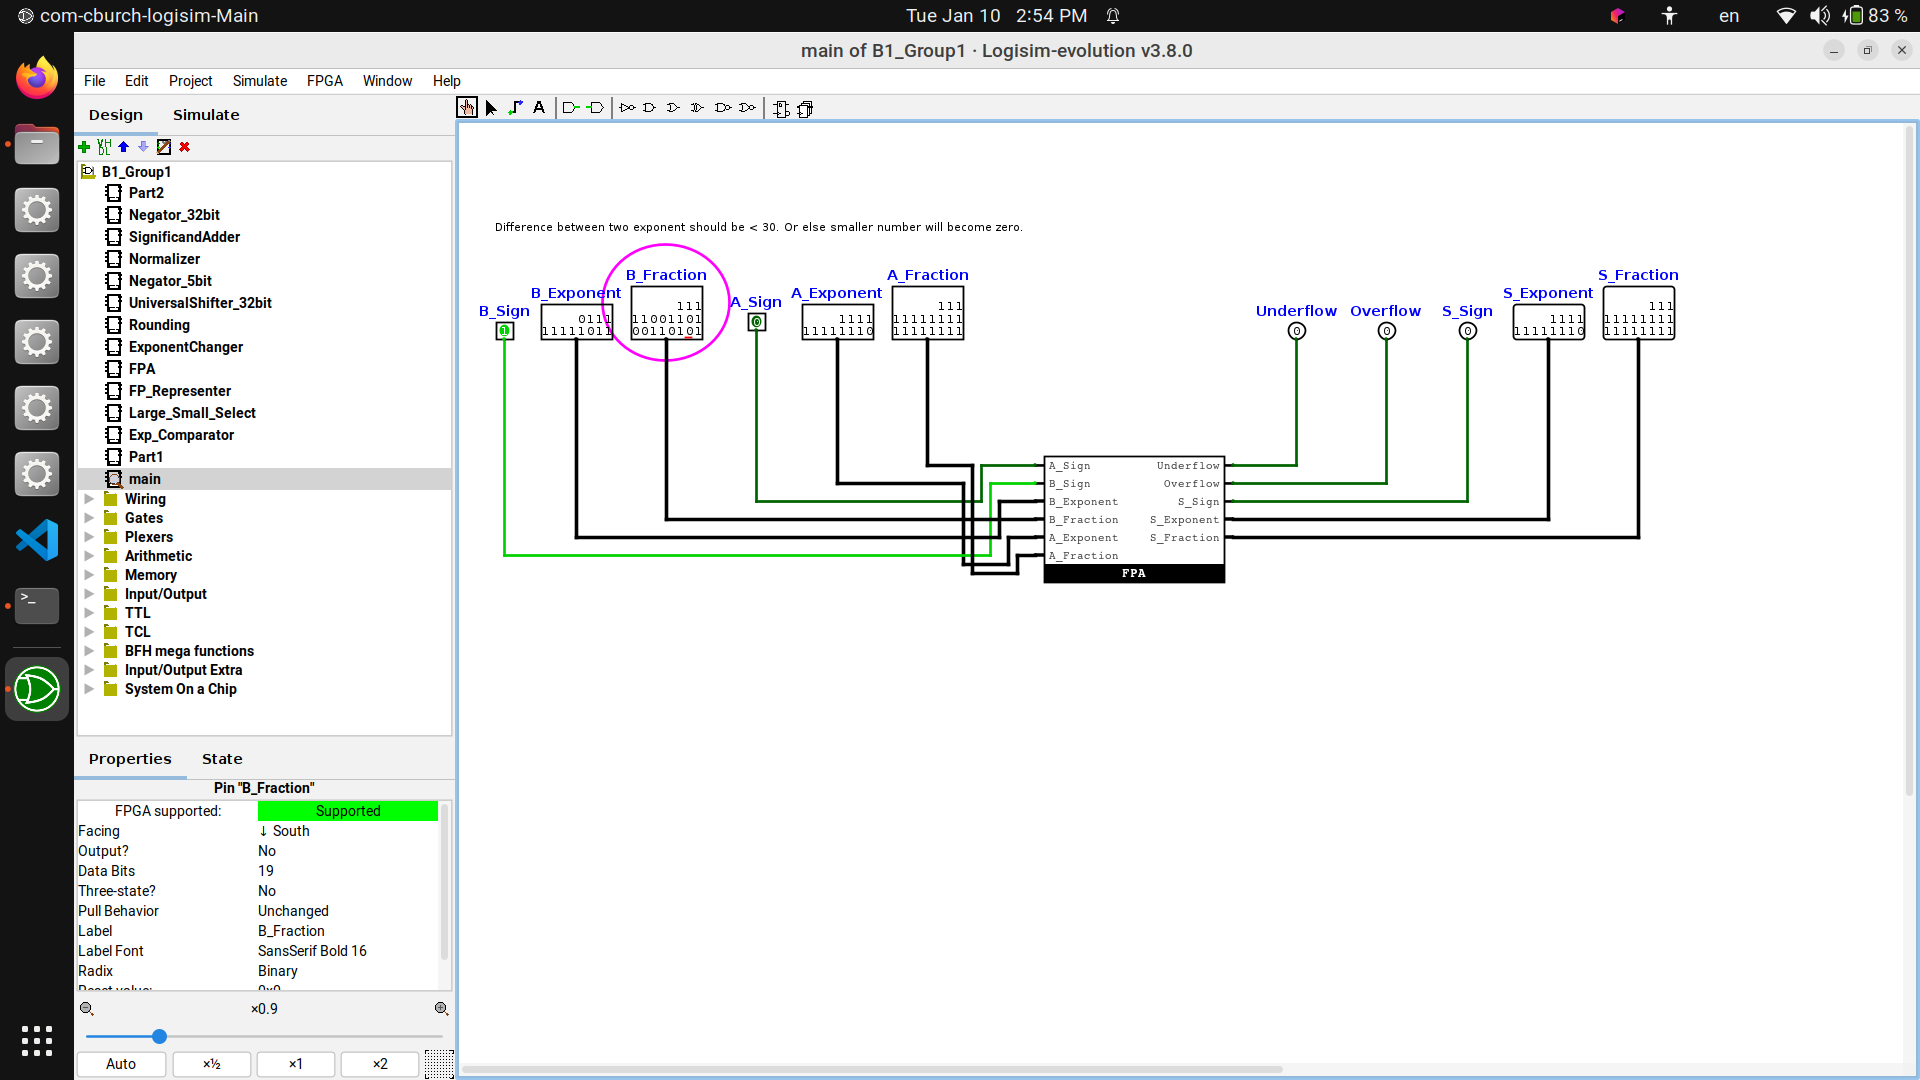 com-cburch-logisim-Main
Tue Jan 10 2:54 PM
en
83 %
main of B1_Group1 · Logisim-evolution v3.8.0
File Edit Project Simulate FPGA Window Help
Design Simulate
VHDL
B1_Group1
Part2
Negator_32bit
SignificandAdder
Normalizer
Negator_5bit
UniversalShifter_32bit
Rounding
ExponentChanger
FPA
FP_Representer
Large_Small_Select
Exp_Comparator
Part1
main
Wiring
Gates
Plexers
Arithmetic
Memory
Input/Output
TTL
TCL
BFH mega functions
Input/Output Extra
System On a Chip
Properties State
Pin "B_Fraction"
FPGA supported: Supported
Facing ↓ South
Output? No
Data Bits 19
Three-state? No
Pull Behavior Unchanged
Label B_Fraction
Label Font SansSerif Bold 16
Radix Binary
×0.9
Auto ×½ ×1 ×2
A
Difference between two exponent should be < 30. Or else smaller number will become zero.
B_Sign
1
B_Exponent
0111
11111011
B_Fraction
111
11001101
00110101
A_Sign
0
A_Exponent
1111
11111110
A_Fraction
111
11111111
11111111
Underflow
0
Overflow
0
S_Sign
0
S_Exponent
1111
11111110
S_Fraction
111
11111111
11111111
A_Sign Underflow
B_Sign Overflow
B_Exponent S_Sign
B_Fraction S_Exponent
A_Exponent S_Fraction
A_Fraction
FPA